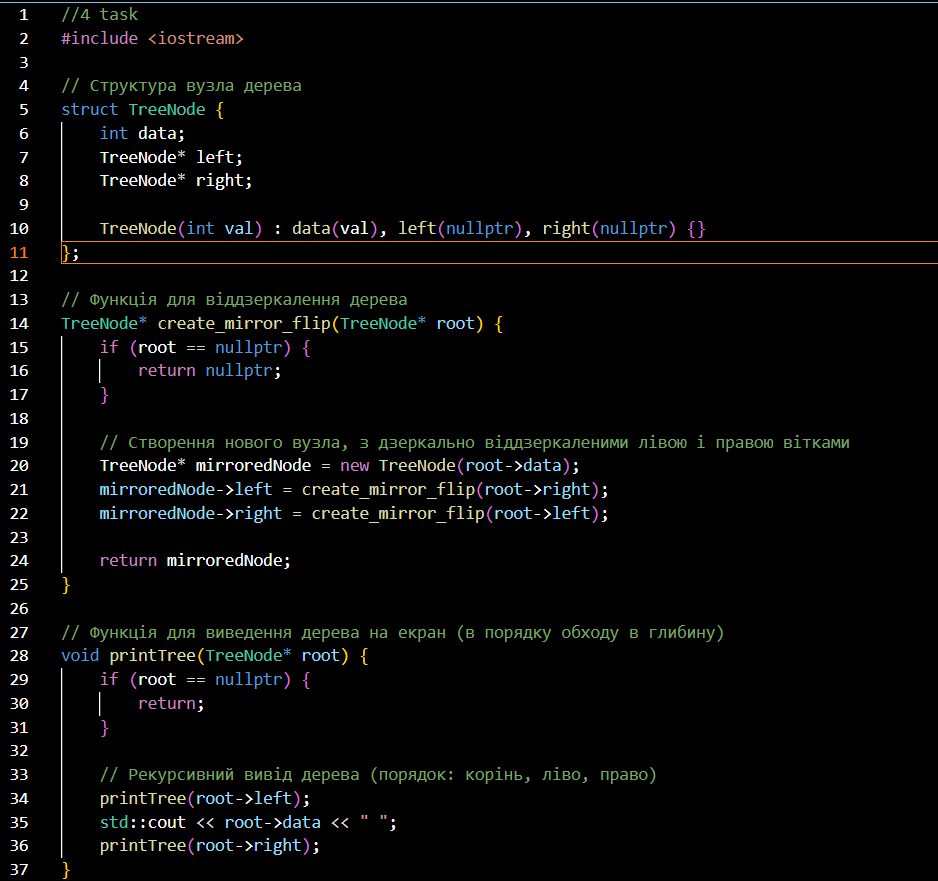 1 //4 task
2 #include <iostream>
3
4 // Структура вузла дерева
5 struct TreeNode {
6     int data;
7     TreeNode* left;
8     TreeNode* right;
9
10     TreeNode(int val) : data(val), left(nullptr), right(nullptr) {}
11 };
12
13 // Функція для віддзеркалення дерева
14 TreeNode* create_mirror_flip(TreeNode* root) {
15     if (root == nullptr) {
16         return nullptr;
17     }
18
19     // Створення нового вузла, з дзеркально віддзеркаленими лівою і правою вітками
20     TreeNode* mirroredNode = new TreeNode(root->data);
21     mirroredNode->left = create_mirror_flip(root->right);
22     mirroredNode->right = create_mirror_flip(root->left);
23
24     return mirroredNode;
25 }
26
27 // Функція для виведення дерева на екран (в порядку обходу в глибину)
28 void printTree(TreeNode* root) {
29     if (root == nullptr) {
30         return;
31     }
32
33     // Рекурсивний вивід дерева (порядок: корінь, ліво, право)
34     printTree(root->left);
35     std::cout << root->data << " ";
36     printTree(root->right);
37 }